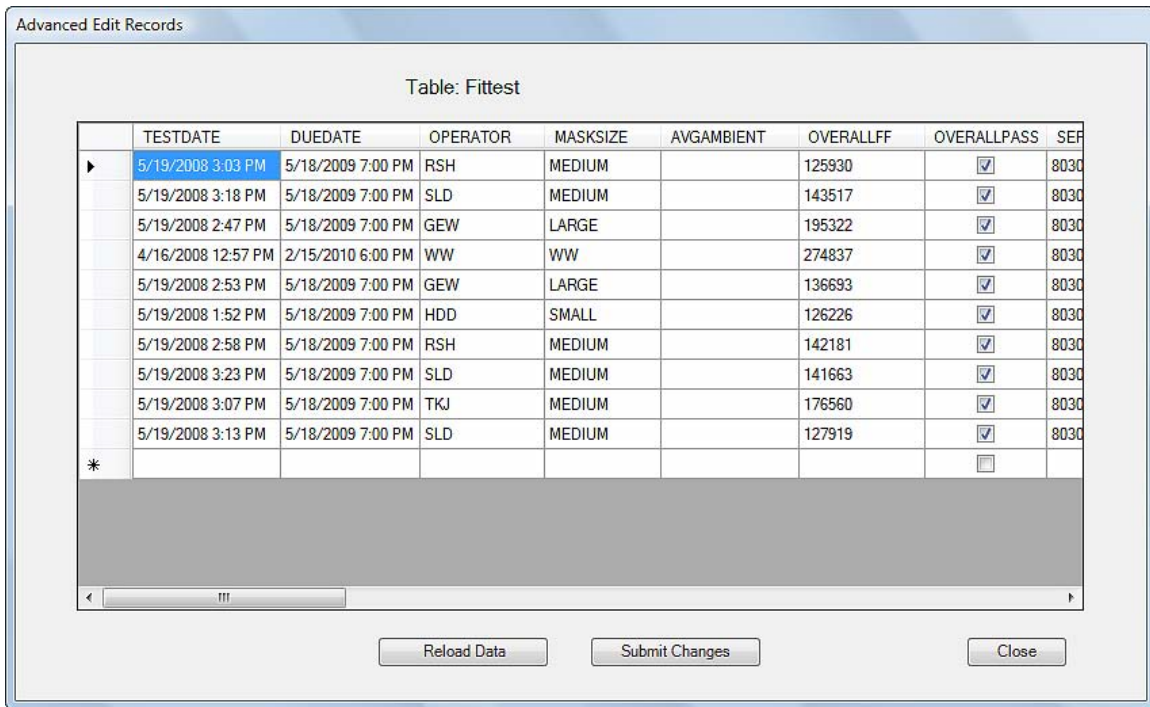 Advanced Edit Records
Table: Fittest
TESTDATE DUEDATE OPERATOR MASKSIZE AVGAMBIENT OVERALLFF OVERALLPASS SER
5/19/2008 3:03 PM 5/18/2009 7:00 PM RSH MEDIUM 125930 8030
5/19/2008 3:18 PM 5/18/2009 7:00 PM SLD MEDIUM 143517 8030
5/19/2008 2:47 PM 5/18/2009 7:00 PM GEW LARGE 195322 8030
4/16/2008 12:57 PM 2/15/2010 6:00 PM WW WW 274837 8030
5/19/2008 2:53 PM 5/18/2009 7:00 PM GEW LARGE 136693 8030
5/19/2008 1:52 PM 5/18/2009 7:00 PM HDD SMALL 126226 8030
5/19/2008 2:58 PM 5/18/2009 7:00 PM RSH MEDIUM 142181 8030
5/19/2008 3:23 PM 5/18/2009 7:00 PM SLD MEDIUM 141663 8030
5/19/2008 3:07 PM 5/18/2009 7:00 PM TKJ MEDIUM 176560 8030
5/19/2008 3:13 PM 5/18/2009 7:00 PM SLD MEDIUM 127919 8030
Reload Data Submit Changes Close